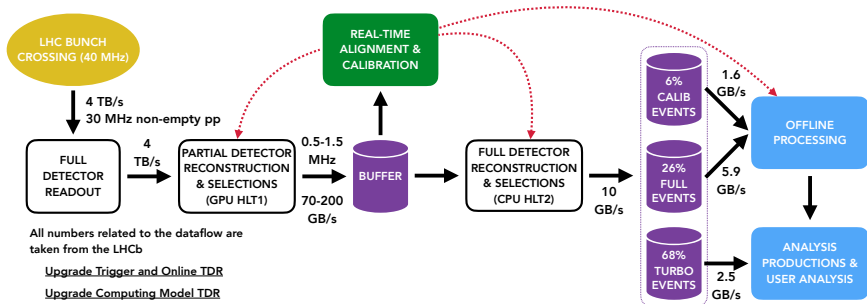 LHC BUNCH
CROSSING (40 MHz)
4 TB/s
30 MHz non-empty pp
FULL
DETECTOR
READOUT
4
TB/s
PARTIAL DETECTOR
RECONSTRUCTION
& SELECTIONS
(GPU HLT1)
0.5-1.5
MHz
70-200
GB/s
REAL-TIME
ALIGNMENT &
CALIBRATION
BUFFER
FULL DETECTOR
RECONSTRUCTION
& SELECTIONS
(CPU HLT2)
10
GB/s
6%
CALIB
EVENTS
26%
FULL
EVENTS
68%
TURBO
EVENTS
1.6
GB/s
5.9
GB/s
2.5
GB/s
OFFLINE
PROCESSING
ANALYSIS
PRODUCTIONS &
USER ANALYSIS
All numbers related to the dataflow are
taken from the LHCb
Upgrade Trigger and Online TDR
Upgrade Computing Model TDR